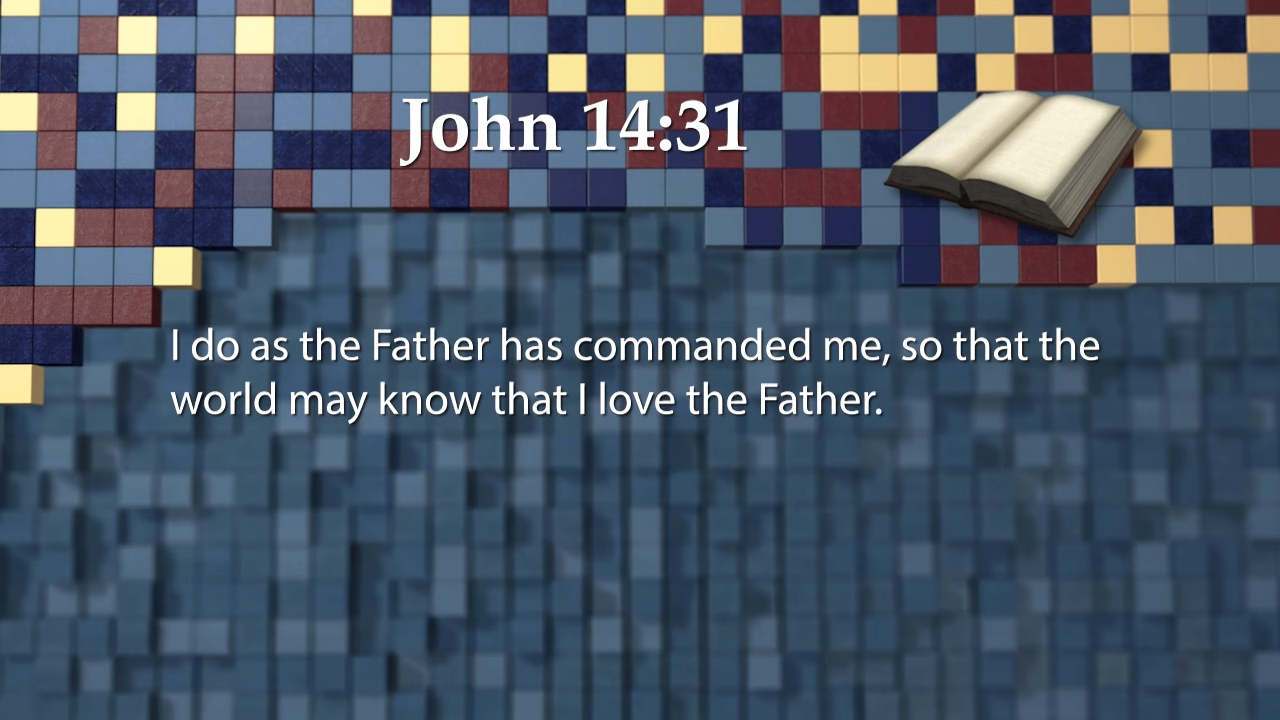 John 14:31
I do as the Father has commanded me, so that the
world may know that I love the Father.